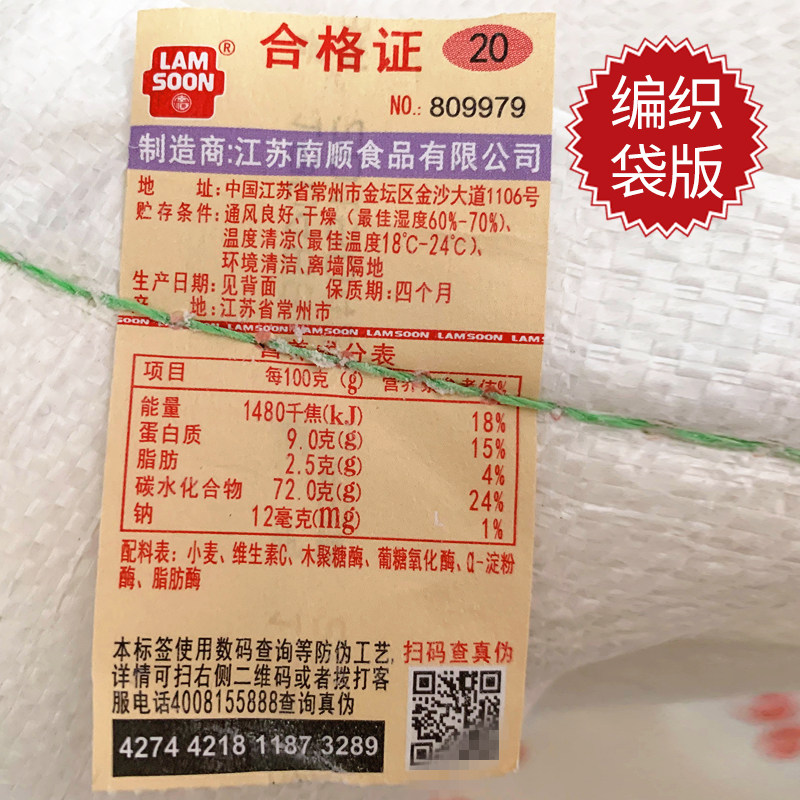 LAM
SOON®
合格证
20
NO.: 809979
编织
袋版
制造商:江苏南顺食品有限公司
地 址:中国江苏省常州市金坛区金沙大道1106号
贮存条件:通风良好、干燥(最佳湿度60%-70%)、
温度清凉(最佳温度18℃-24℃)、
环境清洁、离墙隔地
生产日期:见背面 保质期:四个月
产 地:江苏省常州市
SOON LAMSOON LAMSOON LAMSOON LAMSOON LAMSOON LAM
营养成分表
项目 每100克(g) 营养素参考值%
能量 1480千焦(kJ) 18%
蛋白质 9.0克(g) 15%
脂肪 2.5克(g) 4%
碳水化合物 72.0克(g) 24%
钠 12毫克(mg) 1%
配料表:小麦、维生素C、木聚糖酶、葡糖氧化酶、α-淀粉
酶、脂肪酶
本标签使用数码查询等防伪工艺,
详情可扫右侧二维码或者拨打客
服电话4008155888查询真伪
扫码查真伪
4274 4218 1187 3289